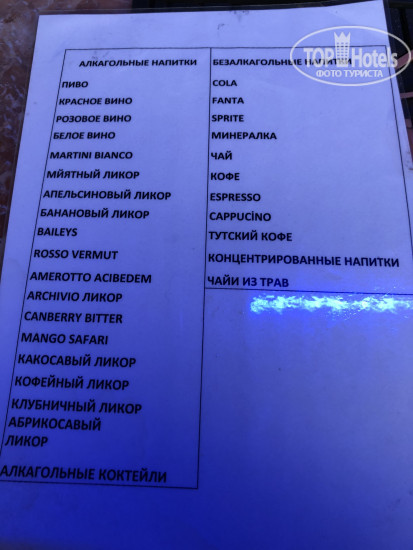 TOP Hotels
ФОТО ТУРИСТА
АЛКАГОЛЬНЫЕ НАПИТКИ
ПИВО
КРАСНОЕ ВИНО
РОЗОВОЕ ВИНО
БЕЛОЕ ВИНО
MARTINI BIANCO
МЙЯТНЫЙ ЛИКОР
АПЕЛЬСИНОВЫЙ ЛИКОР
БАНАНОВЫЙ ЛИКОР
BAILEYS
ROSSO VERMUT
AMEROTTO ACIBEDEM
ARCHIVIO ЛИКОР
CANBERRY BITTER
MANGO SAFARI
КАКОСАВЫЙ ЛИКОР
КОФЕЙНЫЙ ЛИКОР
КЛУБНИЧНЫЙ ЛИКОР
АБРИКОСАВЫЙ
ЛИКОР
АЛКАГОЛЬНЫЕ КОКТЕЙЛИ
БЕЗАЛКАГОЛЬНЫЕ НАПИТКИ
COLA
FANTA
SPRITE
МИНЕРАЛКА
ЧАЙ
КОФЕ
ESPRESSO
CAPPUCİNO
ТУТСКИЙ КОФЕ
КОНЦЕНТРИРОВАННЫЕ НАПИТКИ
ЧАЙИ ИЗ ТРАВ